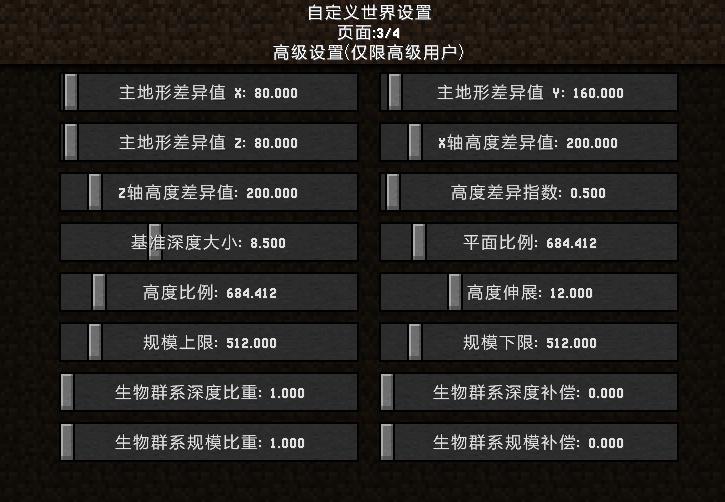 自定义世界设置
页面:3/4
高级设置(仅限高级用户)
主地形差异值 X: 80.000
主地形差异值 Y: 160.000
主地形差异值 Z: 80.000
X轴高度差异值: 200.000
Z轴高度差异值: 200.000
高度差异指数: 0.500
基准深度大小: 8.500
平面比例: 684.412
高度比例: 684.412
高度伸展: 12.000
规模上限: 512.000
规模下限: 512.000
生物群系深度比重: 1.000
生物群系深度补偿: 0.000
生物群系规模比重: 1.000
生物群系规模补偿: 0.000